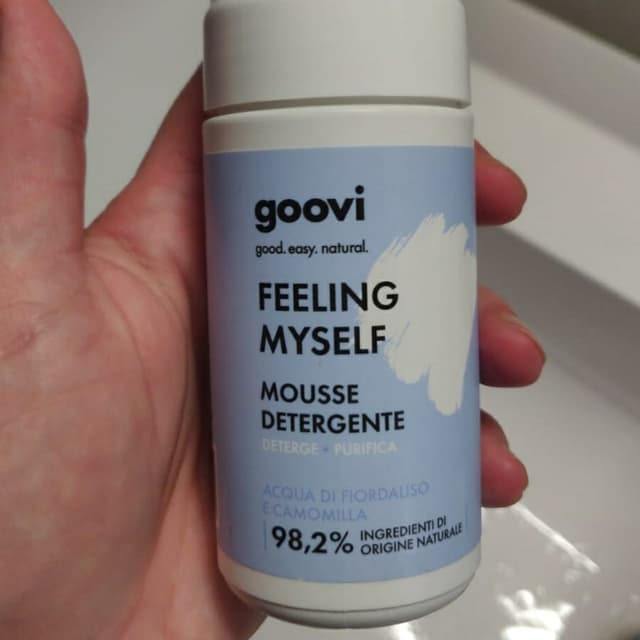 goovi
good. easy. natural.
FEELING
MYSELF
MOUSSE
DETERGENTE
DETERGE • PURIFICA
ACQUA DI FIORDALISO
E CAMOMILLA
98,2% INGREDIENTI DI
ORIGINE NATURALE